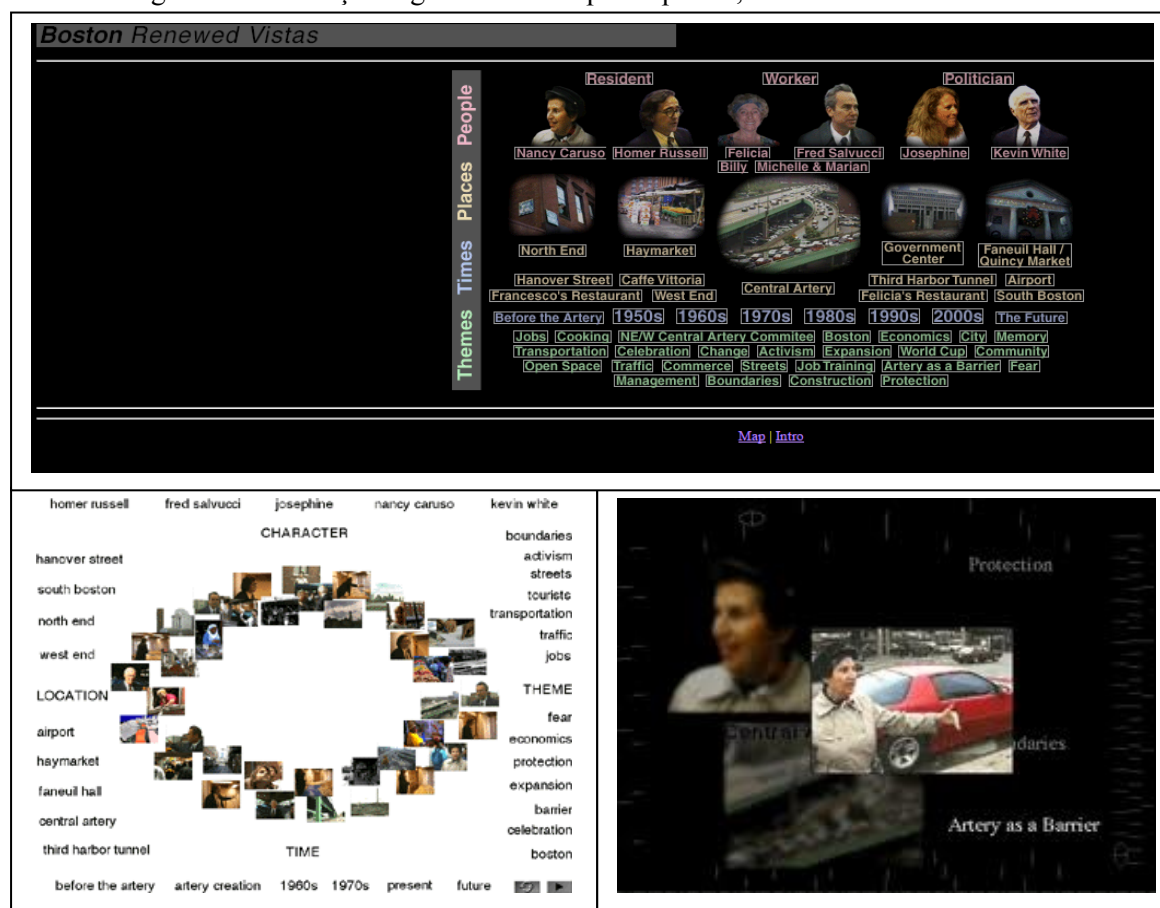 Boston Renewed Vistas
People
Places
Times
Themes
Resident Worker Politician
Nancy Caruso Homer Russell Felicia Fred Salvucci Josephine Kevin White
Billy Michelle & Marian
North End Haymarket Government Center Faneuil Hall / Quincy Market
Hanover Street Caffe Vittoria Central Artery Third Harbor Tunnel Airport
Francesco's Restaurant West End Felicia's Restaurant South Boston
Before the Artery 1950s 1960s 1970s 1980s 1990s 2000s The Future
Jobs Cooking NE/W Central Artery Commitee Boston Economics City Memory
Transportation Celebration Change Activism Expansion World Cup Community
Open Space Traffic Commerce Streets Job Training Artery as a Barrier Fear
Management Boundaries Construction Protection
Map | Intro
homer russell fred salvucci josephine nancy caruso kevin white
CHARACTER
hanover street
south boston
north end
west end
LOCATION
airport
haymarket
faneuil hall
central artery
third harbor tunnel
boundaries
activism
streets
tourists
transportation
traffic
jobs
THEME
fear
economics
protection
expansion
barrier
celebration
boston
TIME
before the artery artery creation 1960s 1970s present future
Protection
Central
daries
Artery as a Barrier